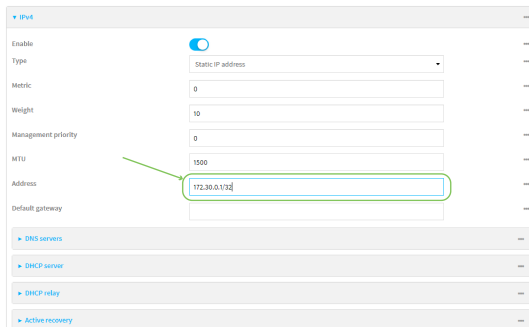 IPv4
Enable
Type Static IP address
Metric 0
Weight 10
Management priority 0
MTU 1500
Address 172.30.0.1/32
Default gateway
DNS servers
DHCP server
DHCP relay
Active recovery